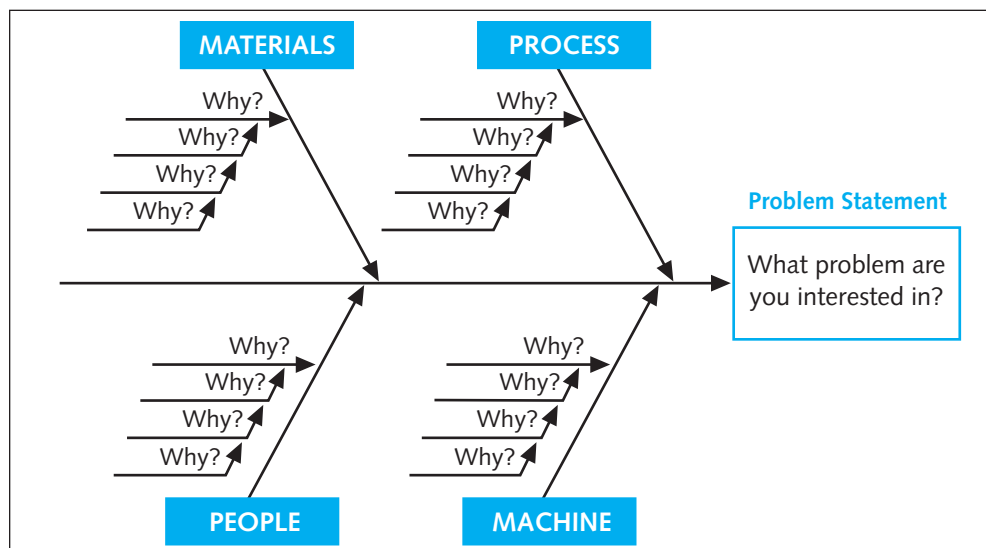 MATERIALS
PROCESS
Why?
Why?
Why?
Why?
Why?
Why?
Why?
Why?
Problem Statement
What problem are
you interested in?
Why?
Why?
Why?
Why?
Why?
Why?
Why?
Why?
PEOPLE
MACHINE